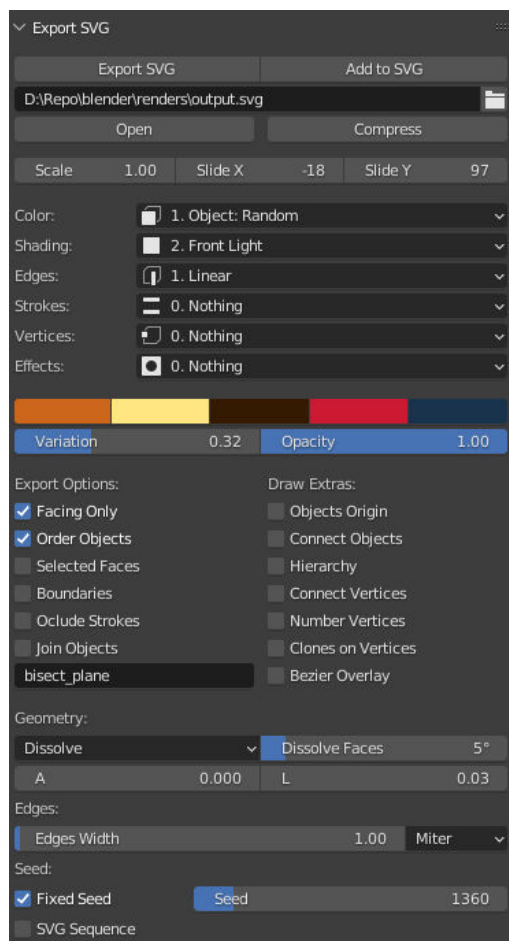 Export SVG
Export SVG Add to SVG
D:\Repo\blender\renders\output.svg
Open Compress
Scale 1.00 Slide X -18 Slide Y 97
Color: 1. Object: Random
Shading: 2. Front Light
Edges: 1. Linear
Strokes: 0. Nothing
Vertices: 0. Nothing
Effects: 0. Nothing
Variation 0.32 Opacity 1.00
Export Options: Draw Extras:
Facing Only Objects Origin
Order Objects Connect Objects
Selected Faces Hierarchy
Boundaries Connect Vertices
Oclude Strokes Number Vertices
Join Objects Clones on Vertices
bisect_plane Bezier Overlay
Geometry:
Dissolve Dissolve Faces 5°
A 0.000 L 0.03
Edges:
Edges Width 1.00 Miter
Seed:
Fixed Seed Seed 1360
SVG Sequence